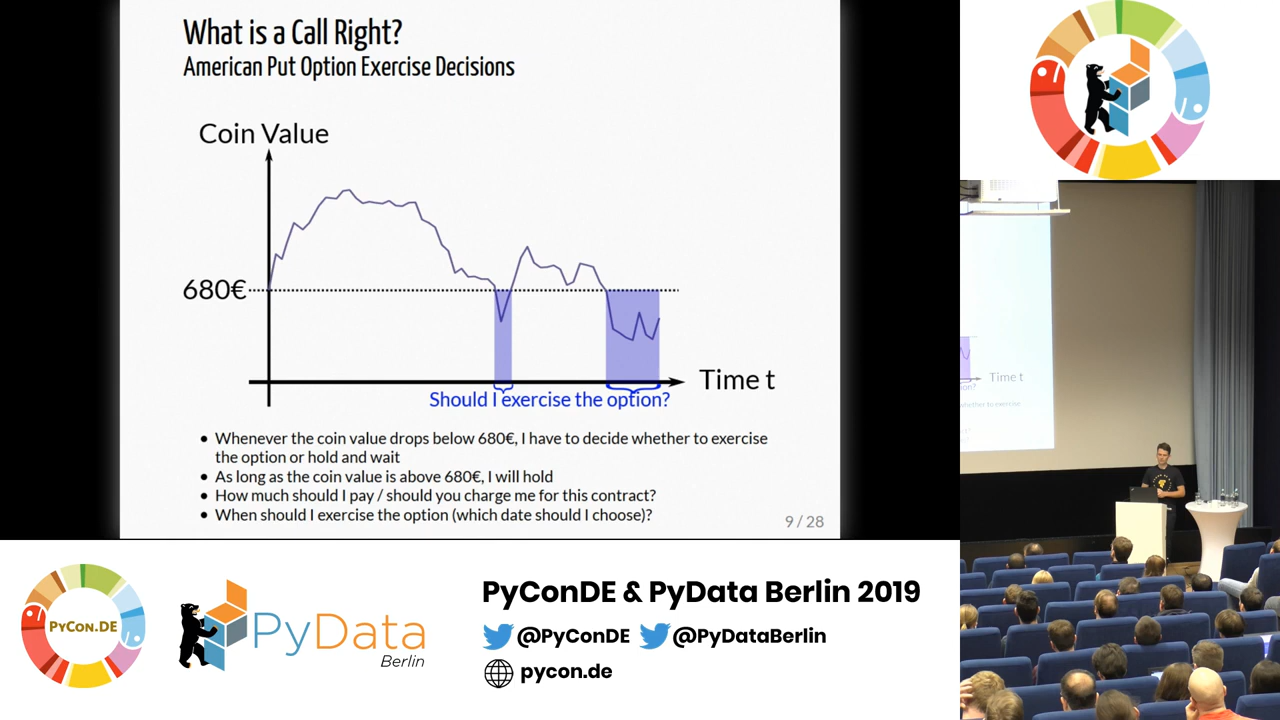 What is a Call Right?
American Put Option Exercise Decisions
Coin Value
680€
Time t
Should I exercise the option?
• Whenever the coin value drops below 680€, I have to decide whether to exercise
the option or hold and wait
• As long as the coin value is above 680€, I will hold
• How much should I pay / should you charge me for this contract?
• When should I exercise the option (which date should I choose)?
9 / 28
Time t
PyCon.DE
PyData
Berlin
PyConDE & PyData Berlin 2019
@PyConDE @PyDataBerlin
pycon.de